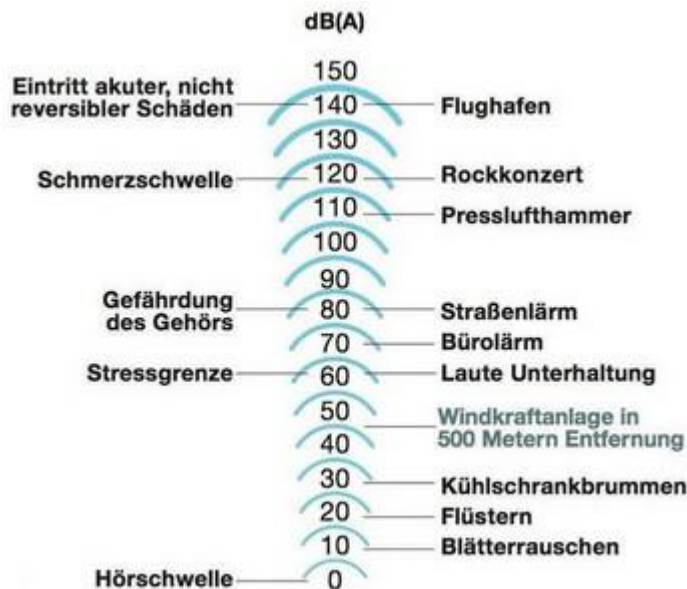 dB(A)
150
Eintritt akuter, nicht
reversibler Schäden
140
Flughafen
130
Schmerzschwelle
120
Rockkonzert
110
Presslufthammer
100
90
Gefährdung
des Gehörs
80
Straßenlärm
70
Bürolärm
Stressgrenze
60
Laute Unterhaltung
50
Windkraftanlage in
500 Metern Entfernung
40
30
Kühlschrankbrummen
20
Flüstern
10
Blätterrauschen
Hörschwelle
0